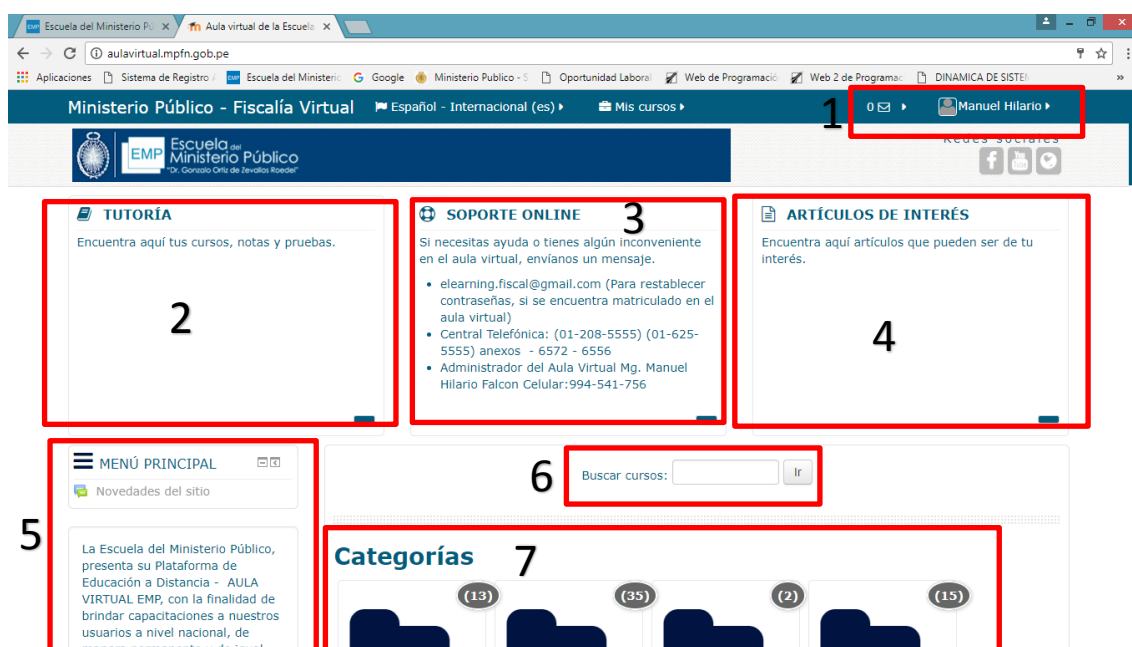 Escuela del Ministerio Pú
Aula virtual de la Escuela
aulavirtual.mpfn.gob.pe
Aplicaciones
Sistema de Registro
Escuela del Ministeric
Google
Ministerio Publico - S
Oportunidad Laboral
Web de Programació
Web 2 de Programac
DINAMICA DE SISTEM
»
Ministerio Público - Fiscalía Virtual
Español - Internacional (es)
Mis cursos
1
0
Manuel Hilario
EMP
Escuela del
Ministerio Público
"Dr. Gonzalo Ortiz de Zevallos Roedel"
Redes sociales
TUTORÍA
Encuentra aquí tus cursos, notas y pruebas.
2
SOPORTE ONLINE
3
Si necesitas ayuda o tienes algún inconveniente
en el aula virtual, envíanos un mensaje.
• elearning.fiscal@gmail.com (Para restablecer
contraseñas, si se encuentra matriculado en el
aula virtual)
• Central Telefónica: (01-208-5555) (01-625-
5555) anexos - 6572 - 6556
• Administrador del Aula Virtual Mg. Manuel
Hilario Falcon Celular:994-541-756
ARTÍCULOS DE INTERÉS
Encuentra aquí artículos que pueden ser de tu
interés.
4
MENÚ PRINCIPAL
Novedades del sitio
5
La Escuela del Ministerio Público,
presenta su Plataforma de
Educación a Distancia - AULA
VIRTUAL EMP, con la finalidad de
brindar capacitaciones a nuestros
usuarios a nivel nacional, de
6
Buscar cursos:
Ir
Categorías
7
(13)
(35)
(2)
(15)